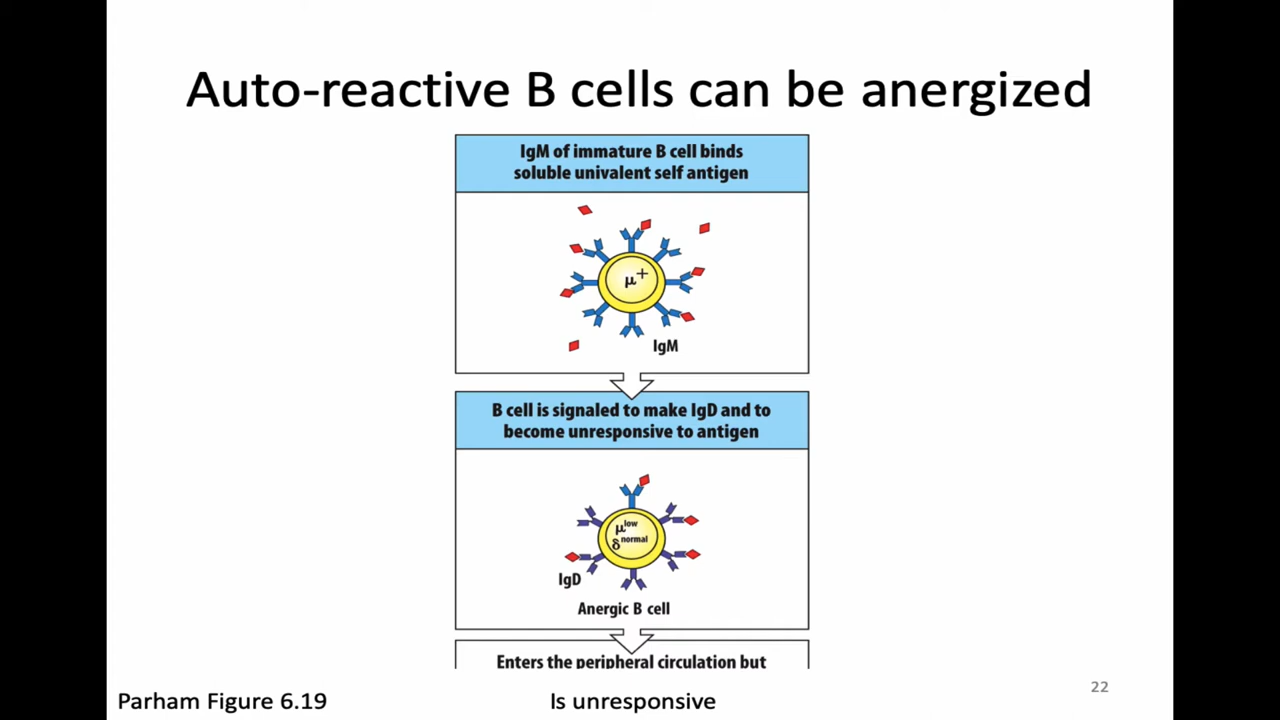 Auto-reactive B cells can be anergized
IgM of immature B cell binds
soluble univalent self antigen
μ+
IgM
B cell is signaled to make IgD and to
become unresponsive to antigen
μlow
δnormal
IgD
Anergic B cell
Enters the peripheral circulation but
Is unresponsive
Parham Figure 6.19
22